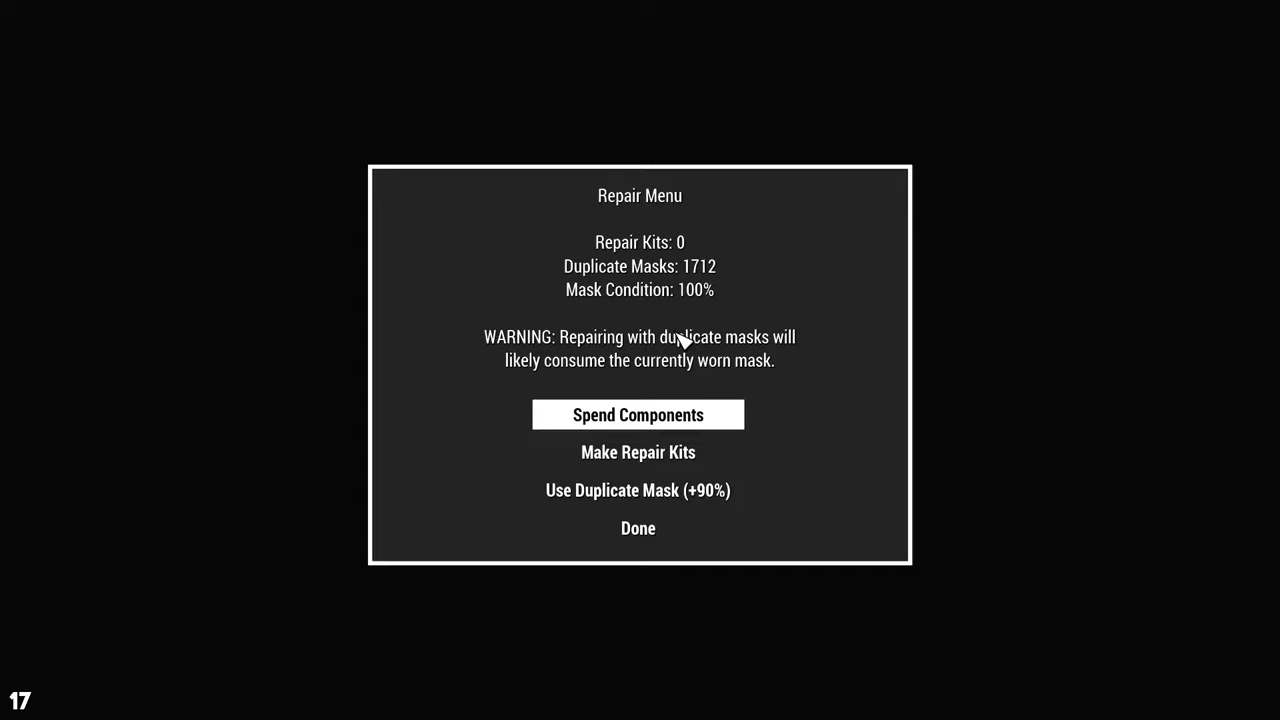 Repair Menu
Repair Kits: 0
Duplicate Masks: 1712
Mask Condition: 100%
WARNING: Repairing with duplicate masks will
likely consume the currently worn mask.
Spend Components
Make Repair Kits
Use Duplicate Mask (+90%)
Done
17